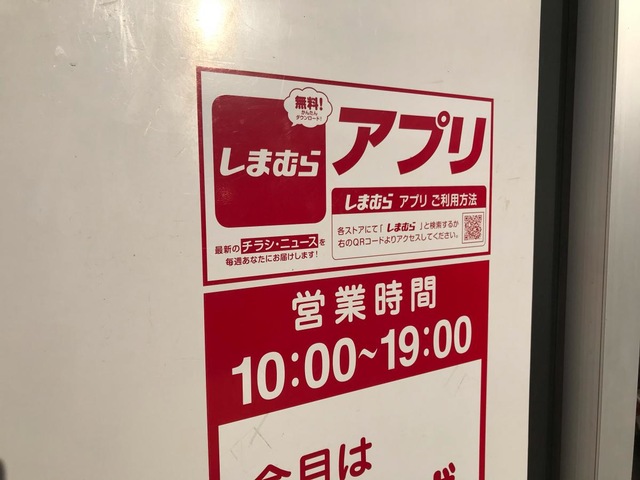 無料!
かんたん
ダウンロード!
しまむら
アプリ
しまむら アプリ ご利用方法
各ストアにて「しまむら」と検索するか
右のQRコードよりアクセスしてください。
最新のチラシ・ニュースを
毎週あなたにお届けします!
営業時間
10:00~19:00
今月は